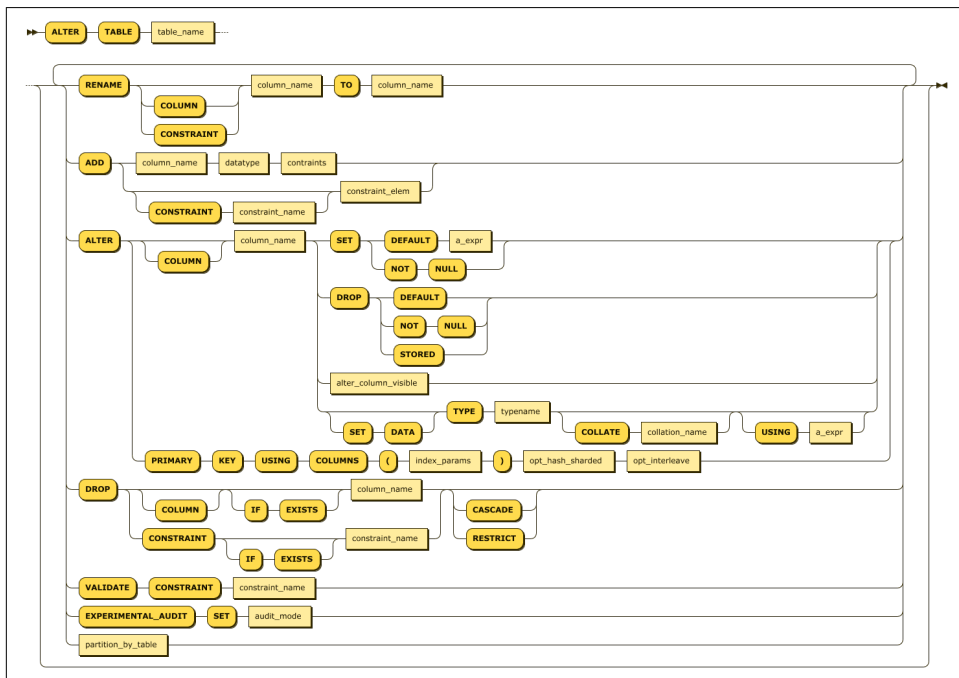 ALTER TABLE table_name
RENAME column_name TO column_name
COLUMN
CONSTRAINT
ADD column_name datatype contraints
constraint_elem
CONSTRAINT constraint_name
ALTER column_name SET DEFAULT a_expr
COLUMN
NOT NULL
DROP DEFAULT
NOT NULL
STORED
alter_column_visible
TYPE typename
SET DATA COLLATE collation_name USING a_expr
PRIMARY KEY USING COLUMNS ( index_params ) opt_hash_sharded opt_interleave
DROP column_name
COLUMN IF EXISTS CASCADE
CONSTRAINT constraint_name RESTRICT
IF EXISTS
VALIDATE CONSTRAINT constraint_name
EXPERIMENTAL_AUDIT SET audit_mode
partition_by_table